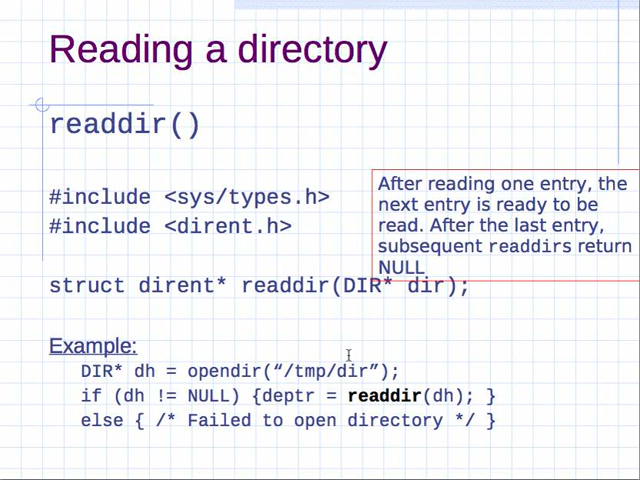 Reading a directory
readdir()
#include <sys/types.h>
#include <dirent.h>
After reading one entry, the
next entry is ready to be
read. After the last entry,
subsequent readdirs return
NULL
struct dirent* readdir(DIR* dir);
Example:
DIR* dh = opendir(“/tmp/dir”);
if (dh != NULL) {deptr = readdir(dh); }
else { /* Failed to open directory */ }